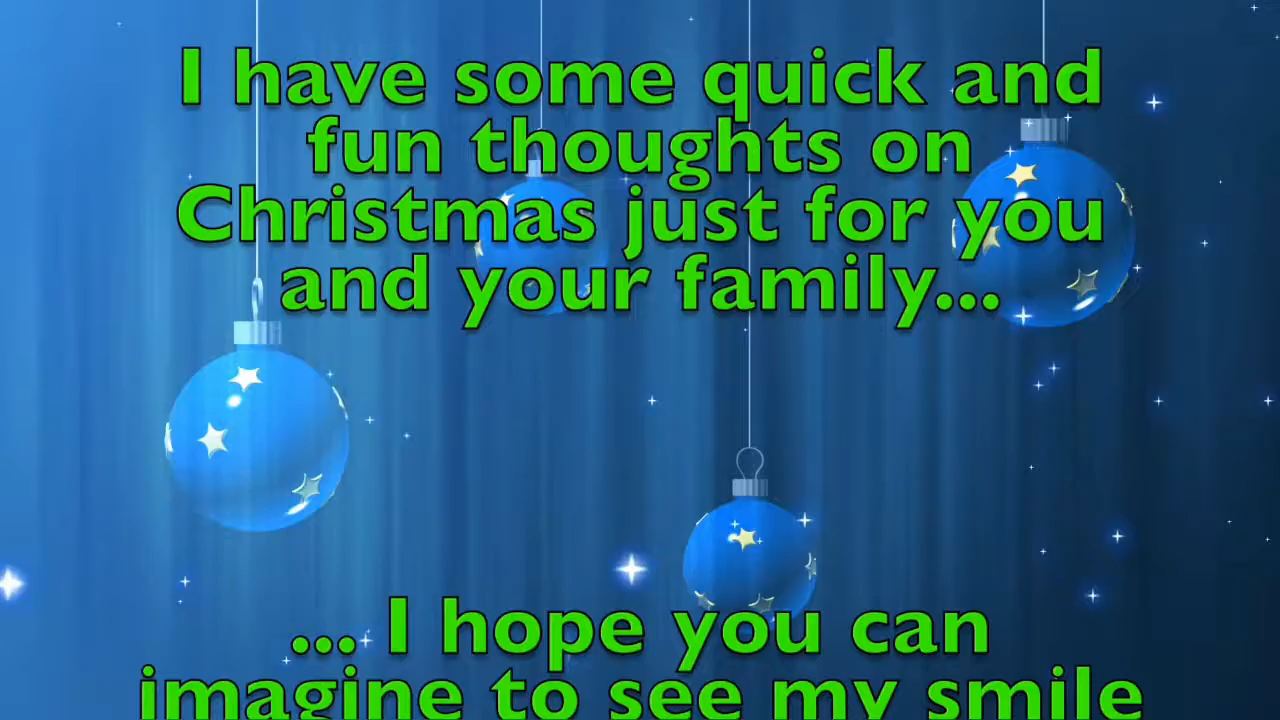 I have some quick and
fun thoughts on
Christmas just for you
and your family...
... I hope you can
imagine to see my smile